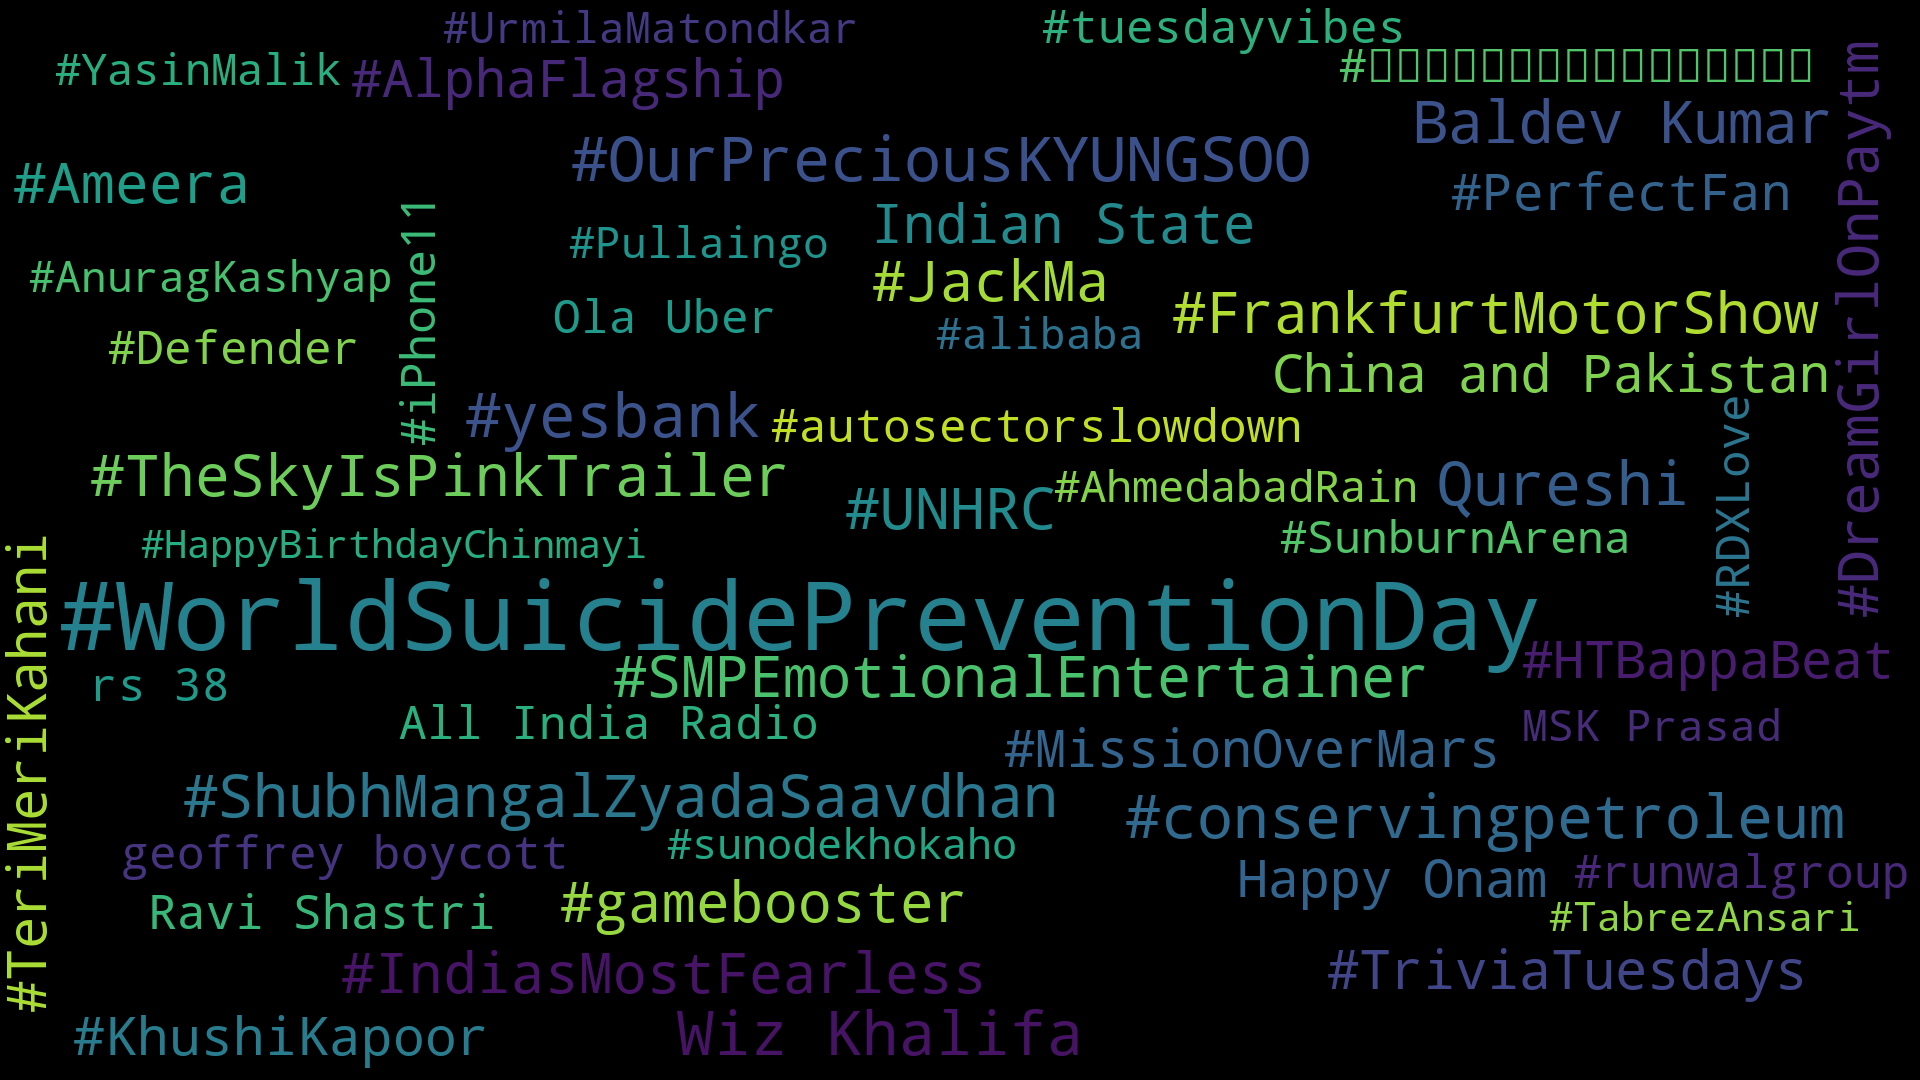 #UrmilaMatondkar
#tuesdayvibes
#YasinMalik
#AlphaFlagship
#
Baldev Kumar
#DreamGirlOnPaytm
#OurPreciousKYUNGSOO
#Ameera
#PerfectFan
#iPhone11
#Pullaingo
Indian State
#AnuragKashyap
#JackMa
#FrankfurtMotorShow
Ola Uber
#alibaba
#Defender
China and Pakistan
#yesbank
#autosectorslowdown
#RDXLove
#TheSkyIsPinkTrailer
#UNHRC
#AhmedabadRain
Qureshi
#SunburnArena
#HappyBirthdayChinmayi
#TeriMeriKahani
#WorldSuicidePreventionDay
#SMPEmotionalEntertainer
#HTBappaBeat
rs 38
All India Radio
MSK Prasad
#MissionOverMars
#ShubhMangalZyadaSaavdhan
#conservingpetroleum
geoffrey boycott
#sunodekhokaho
Happy Onam
#runwalgroup
Ravi Shastri
#gamebooster
#TabrezAnsari
#IndiasMostFearless
#TriviaTuesdays
#KhushiKapoor
Wiz Khalifa